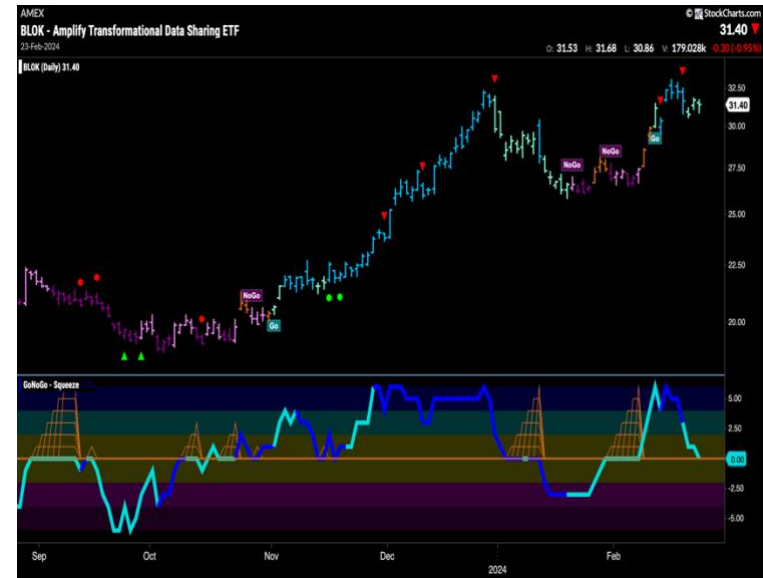 AMEX
© StockCharts.com
BLOK - Amplify Transformational Data Sharing ETF
31.40
23-Feb-2024
O: 31.53 H: 31.68 L: 30.86 V: 179.028k -0.30 (-0.95%)
BLOK (Daily) 31.40
32.50
31.40
30.00
27.50
25.00
22.50
20.00
NoGo
Go
NoGo
NoGo
Go
GoNoGo - Squeeze
5.00
2.50
0.00
-2.50
-5.00
Sep Oct Nov Dec 2024 Feb